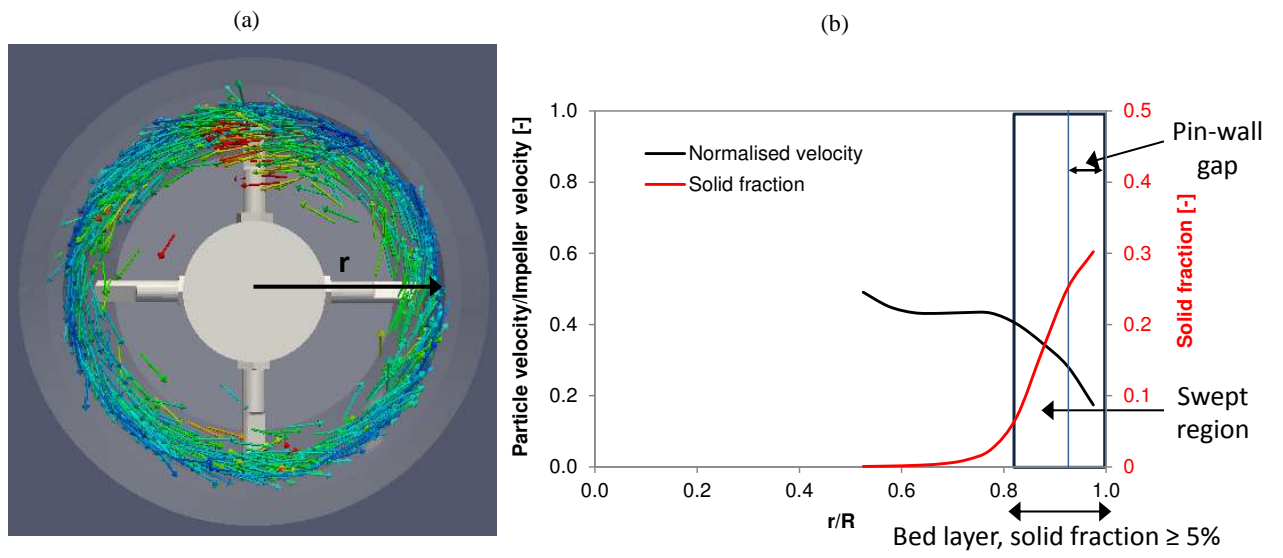 (a)
(b)
r
Particle velocity/Impeller velocity [-]
1.0
0.8
0.6
0.4
0.2
0.0
Normalised velocity
Solid fraction
0.5
0.4
0.3
0.2
0.1
0
Solid fraction [-]
Pin-wall
gap
Swept
region
0.0 0.2 0.4 0.6 0.8 1.0
r/R
Bed layer, solid fraction ≥ 5%